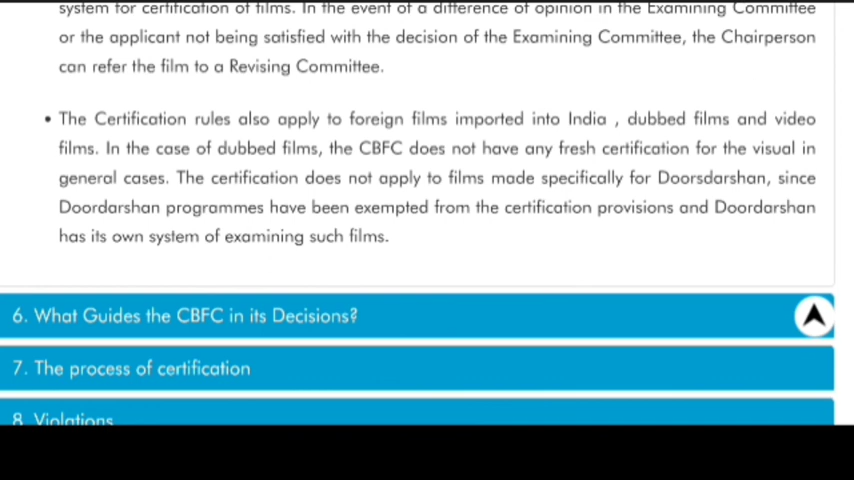 system for certification of films. In the event of a difference of opinion in the Examining Committee
or the applicant not being satisfied with the decision of the Examining Committee, the Chairperson
can refer the film to a Revising Committee.
• The Certification rules also apply to foreign films imported into India , dubbed films and video
films. In the case of dubbed films, the CBFC does not have any fresh certification for the visual in
general cases. The certification does not apply to films made specifically for Doorsdarshan, since
Doordarshan programmes have been exempted from the certification provisions and Doordarshan
has its own system of examining such films.
6. What Guides the CBFC in its Decisions?
7. The process of certification
8. Violations